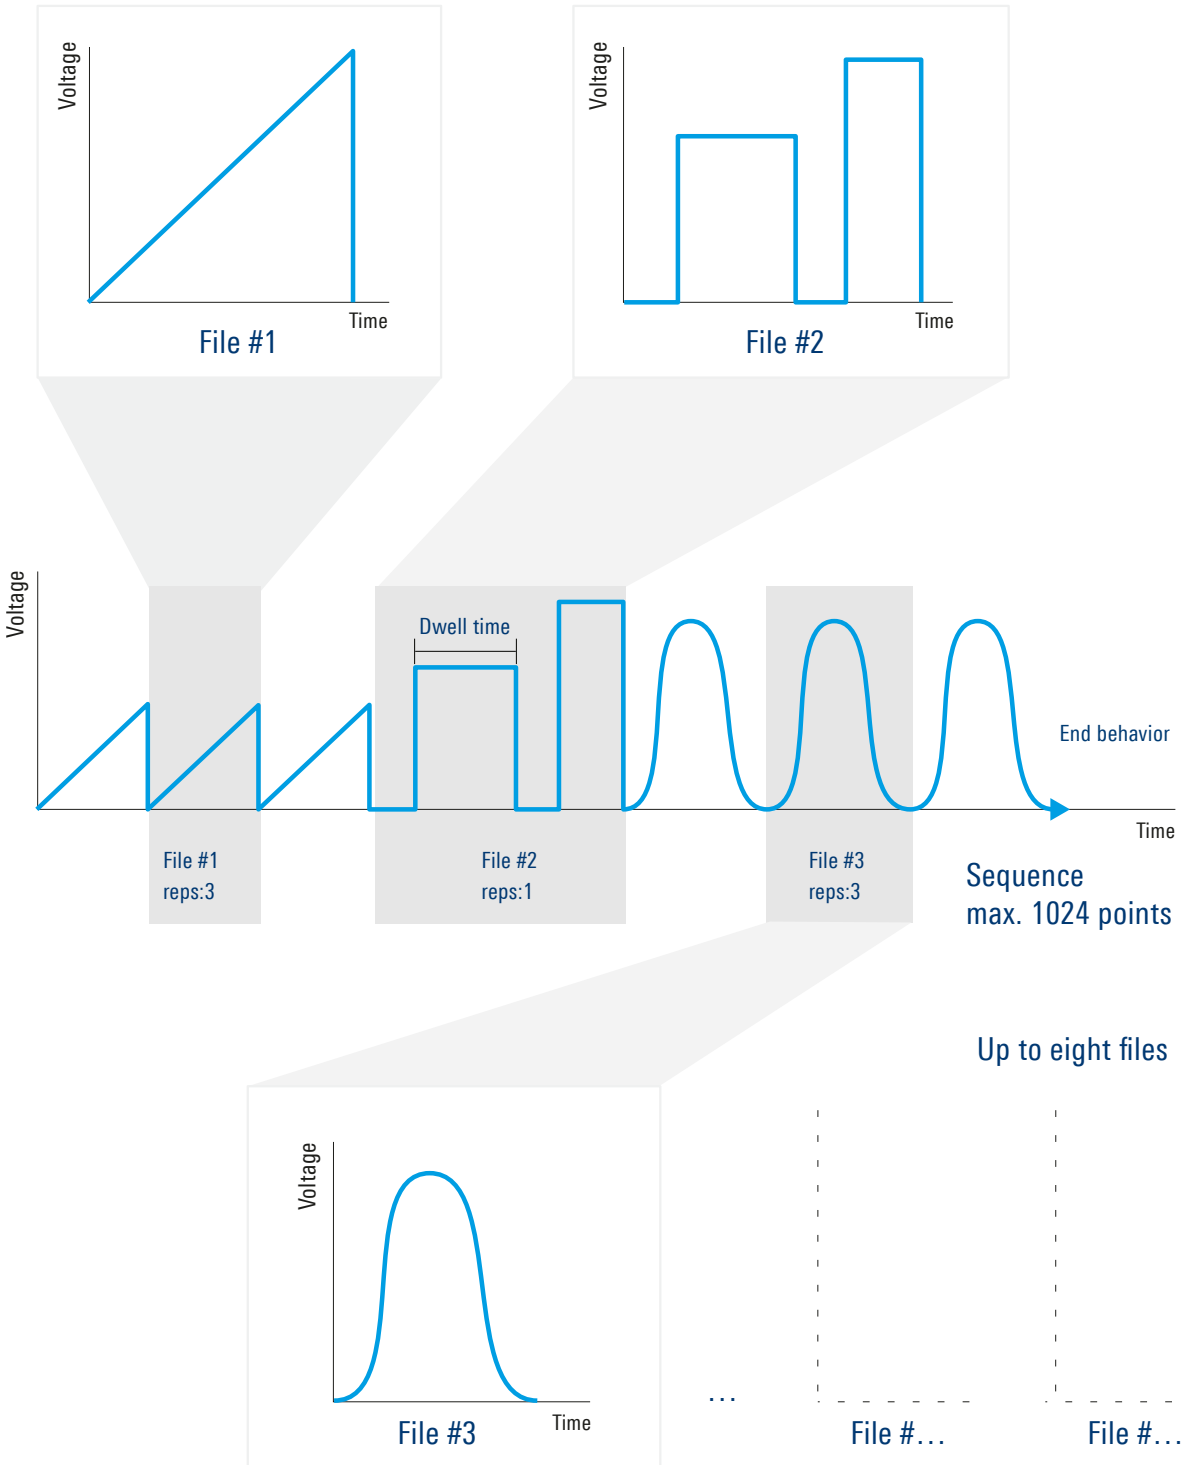 Voltage
Time
File #1
Voltage
Time
File #2
Voltage
Dwell time
End behavior
Time
File #1
reps:3
File #2
reps:1
File #3
reps:3
Sequence
max. 1024 points
Up to eight files
Voltage
Time
File #3
...
File #...
File #...